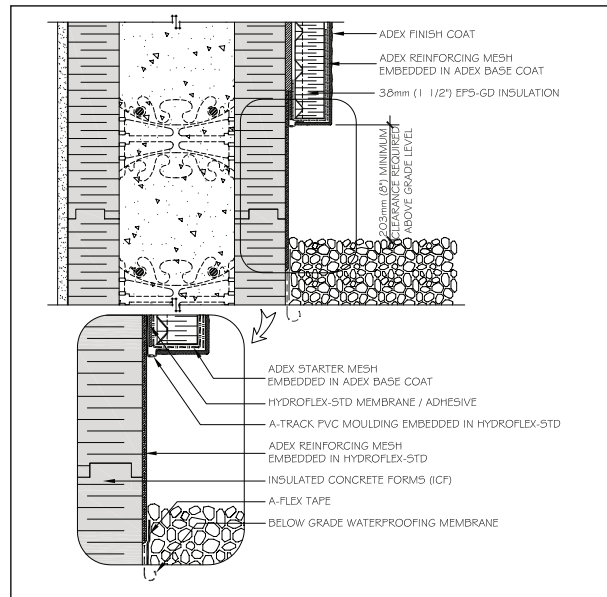 ADEX FINISH COAT
ADEX REINFORCING MESH
EMBEDDED IN ADEX BASE COAT
38mm (1 1/2") EPS-GD INSULATION
203mm (8") MINIMUM
CLEARANCE REQUIRED
ABOVE GRADE LEVEL
ADEX STARTER MESH
EMBEDDED IN ADEX BASE COAT
HYDROFLEX-STD MEMBRANE / ADHESIVE
A-TRACK PVC MOULDING EMBEDDED IN HYDROFLEX-STD
ADEX REINFORCING MESH
EMBEDDED IN HYDROFLEX-STD
INSULATED CONCRETE FORMS (ICF)
A-FLEX TAPE
BELOW GRADE WATERPROOFING MEMBRANE